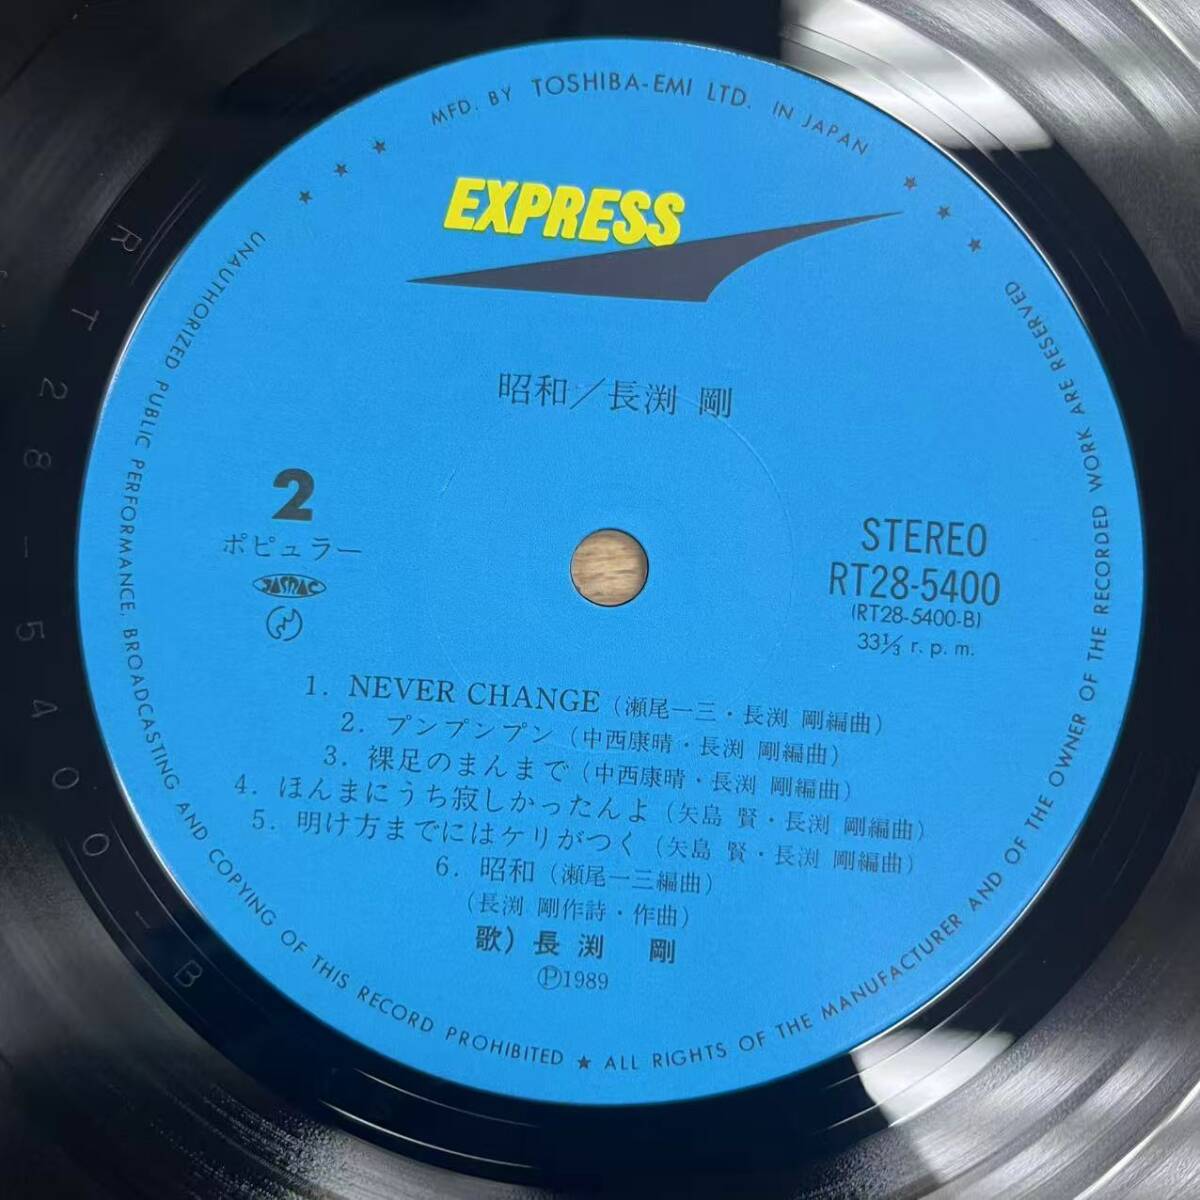 MFD. BY TOSHIBA-EMI LTD. IN JAPAN
EXPRESS
昭和／長渕 剛
2
ポピュラー
JASRAC
STEREO
RT28-5400
(RT28-5400-B)
33⅓ r.p.m.
1. NEVER CHANGE (瀬尾一三・長渕 剛編曲)
2. プンプンプン (中西康晴・長渕 剛編曲)
3. 裸足のまんまで (中西康晴・長渕 剛編曲)
4. ほんまにうち寂しかったんよ (矢島 賢・長渕 剛編曲)
5. 明け方までにはケリがつく (矢島 賢・長渕 剛編曲)
6. 昭和 (瀬尾一三編曲)
(長渕 剛作詩・作曲)
歌) 長渕 剛
Ⓟ1989
UNAUTHORIZED PUBLIC PERFORMANCE, BROADCASTING AND COPYING OF THIS RECORD PROHIBITED ★ ALL RIGHTS OF THE MANUFACTURER AND OF THE OWNER OF THE RECORDED WORK ARE RESERVED
RT28-5400-B